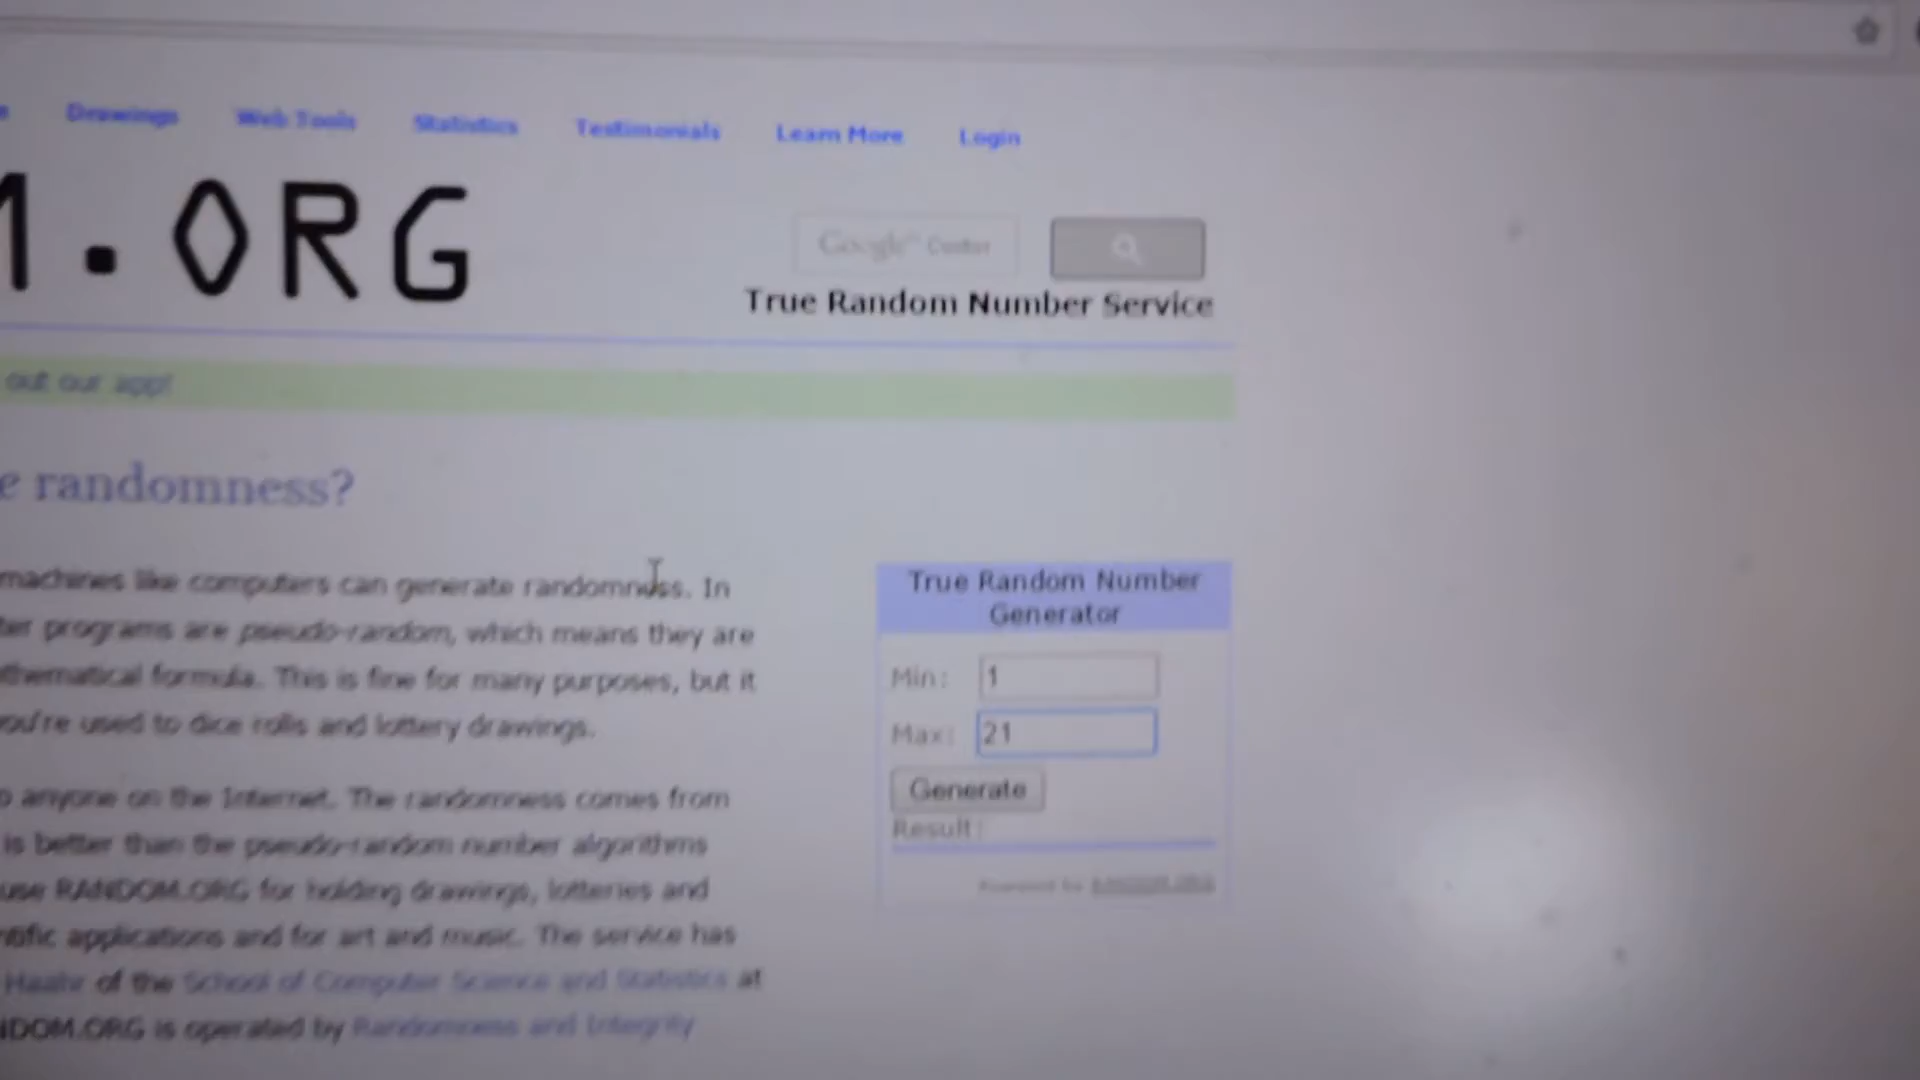 Drawings Web Tools Statistics Testimonials Learn More Login
M.ORG
Google™ Custom
True Random Number Service
out our app!
e randomness?
machines like computers can generate randomness. In
ter programs are pseudo-random, which means they are
thematical formula. This is fine for many purposes, but it
you're used to dice rolls and lottery drawings.
o anyone on the Internet. The randomness comes from
is better than the pseudo-random number algorithms
use RANDOM.ORG for holding drawings, lotteries and
ntific applications and for art and music. The service has
Haahr of the School of Computer Science and Statistics at
NDOM.ORG is operated by Randomness and Integrity
True Random Number
Generator
Min: 1
Max: 21
Generate
Result:
Powered by RANDOM.ORG